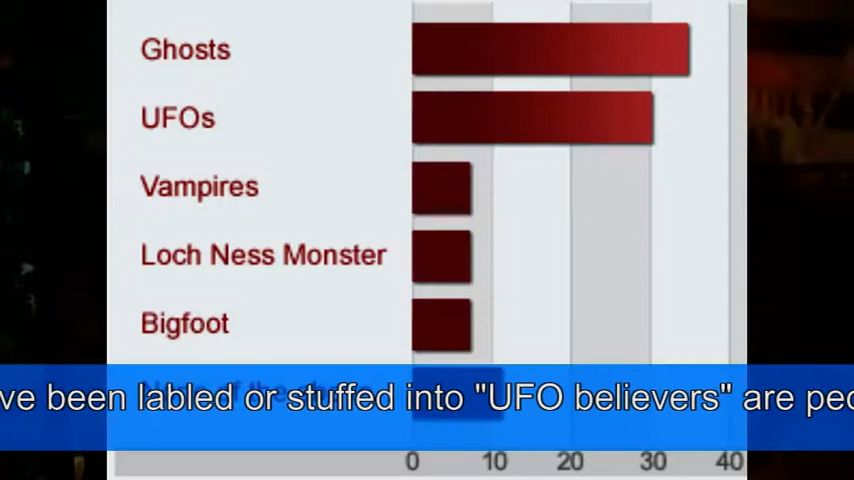 Ghosts
UFOs
Vampires
Loch Ness Monster
Bigfoot
ve been labled or stuffed into "UFO believers" are peo
0 10 20 30 40